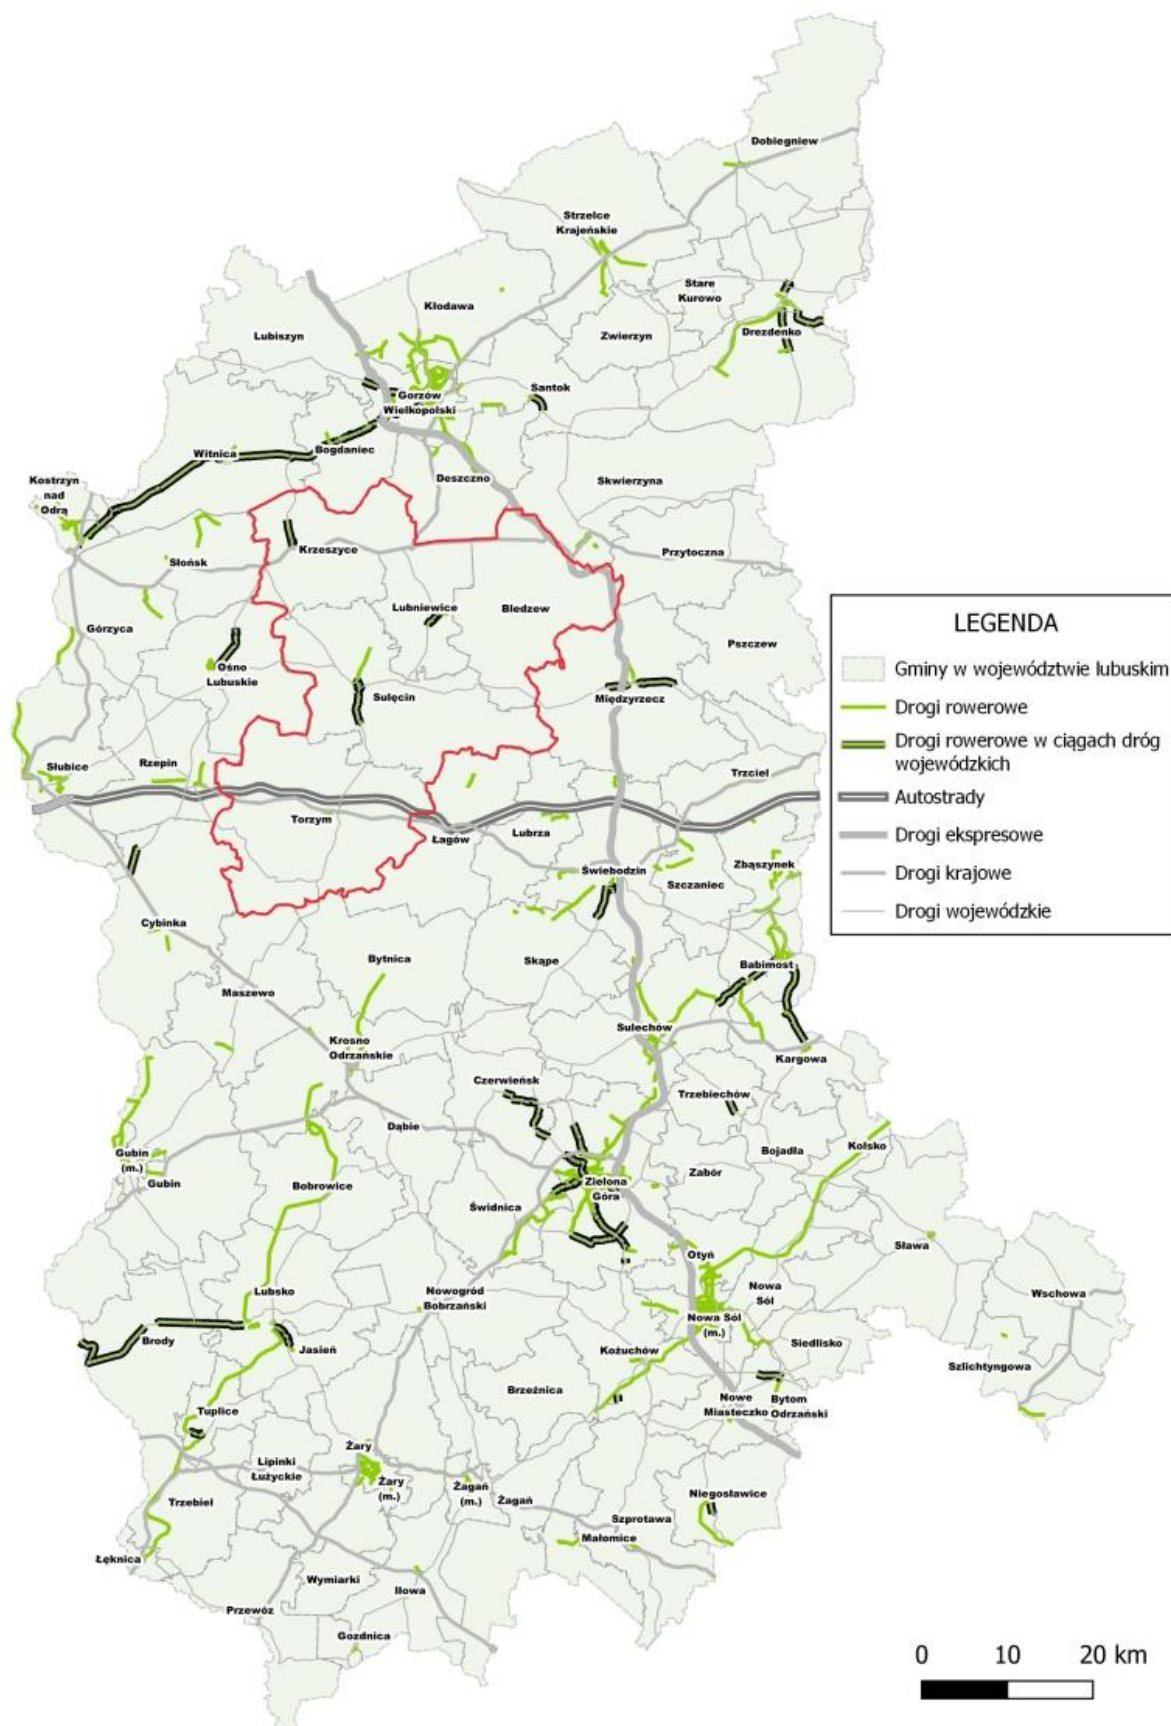 Dobiegniew
Strzelce
Krajeńskie
Stare
Kurowo
Kłodawa
Lubiszyn
Zwierzyn
Drezdenko
Santok
Gorzów
Wielkopolski
Witnica
Bogdaniec
Kostrzyn
nad
Odrą
Deszczno
Skwierzyna
Krzeszyce
Przytoczna
Słońsk
Lubniewice
Bledzew
Górzyca
Pszczew
Ośno
Lubuskie
Sulęcin
Międzyrzecz
Słubice
Rzepin
Trzciel
Torzym
Łagów
Lubrza
Świebodzin
Zbąszynek
Szczaniec
Cybinka
Bytnica
Skąpe
Babimost
Maszewo
Sulechów
Krosno
Odrzańskie
Kargowa
Czerwieńsk
Trzebiechów
Dąbie
Kolsko
Bojadła
Gubin
(m.)
Gubin
Zabór
Bobrowice
Zielona
Góra
Świdnica
Sława
Otyń
Nowogród
Bobrzański
Lubsko
Nowa
Sól
Wschowa
Nowa Sól
(m.)
Brody
Jasień
Siedlisko
Kożuchów
Szlichtyngowa
Brzeźnica
Nowe
Miasteczko
Bytom
Odrzański
Tuplice
Żary
Lipinki
Łużyckie
Żary
(m.)
Żagań
(m.)
Żagań
Niegosławice
Trzebiel
Szprotawa
Małomice
Łęknica
Wymiarki
Iłowa
Przewóz
Gozdnica
LEGENDA
Gminy w województwie lubuskim
Drogi rowerowe
Drogi rowerowe w ciągach dróg
wojewódzkich
Autostrady
Drogi ekspresowe
Drogi krajowe
Drogi wojewódzkie
0 10 20 km